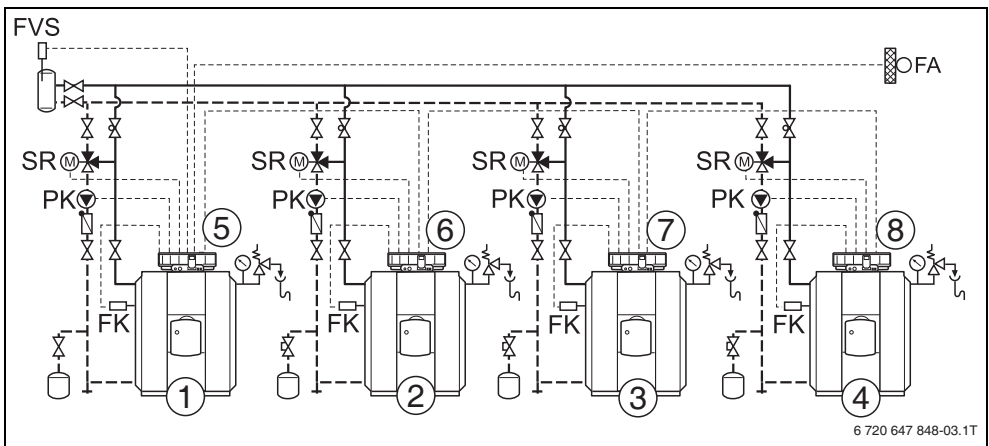 FVS
FA
SR M SR M SR M SR M
PK PK PK PK
5 6 7 8
FK FK FK FK
1 2 3 4
6 720 647 848-03.1T